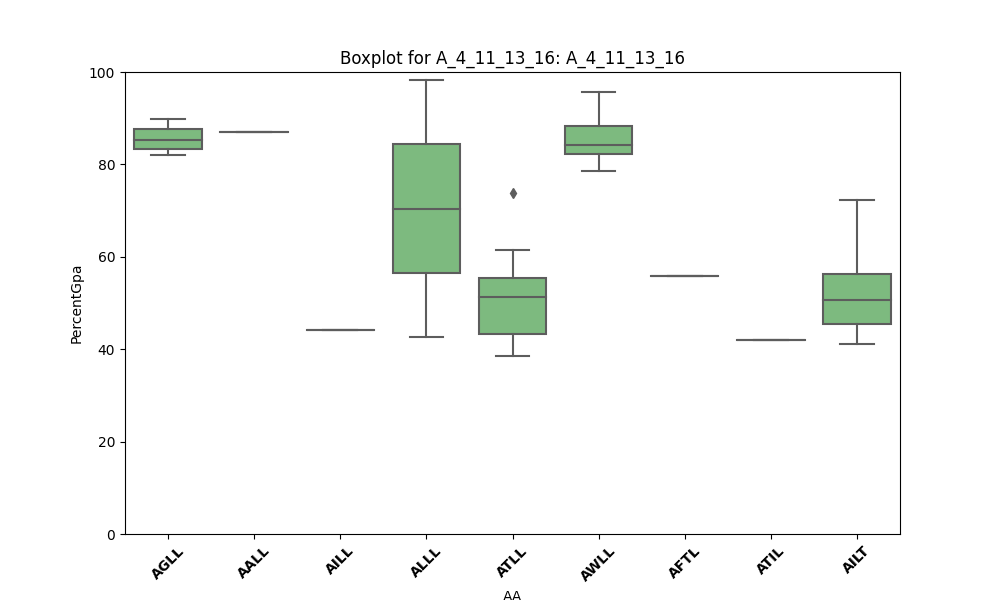 Boxplot for A_4_11_13_16: A_4_11_13_16
100
80
60
40
20
0
PercentGpa
AGLL
AALL
AILL
ALLL
ATLL
AWLL
AFTL
ATIL
AILT
AA